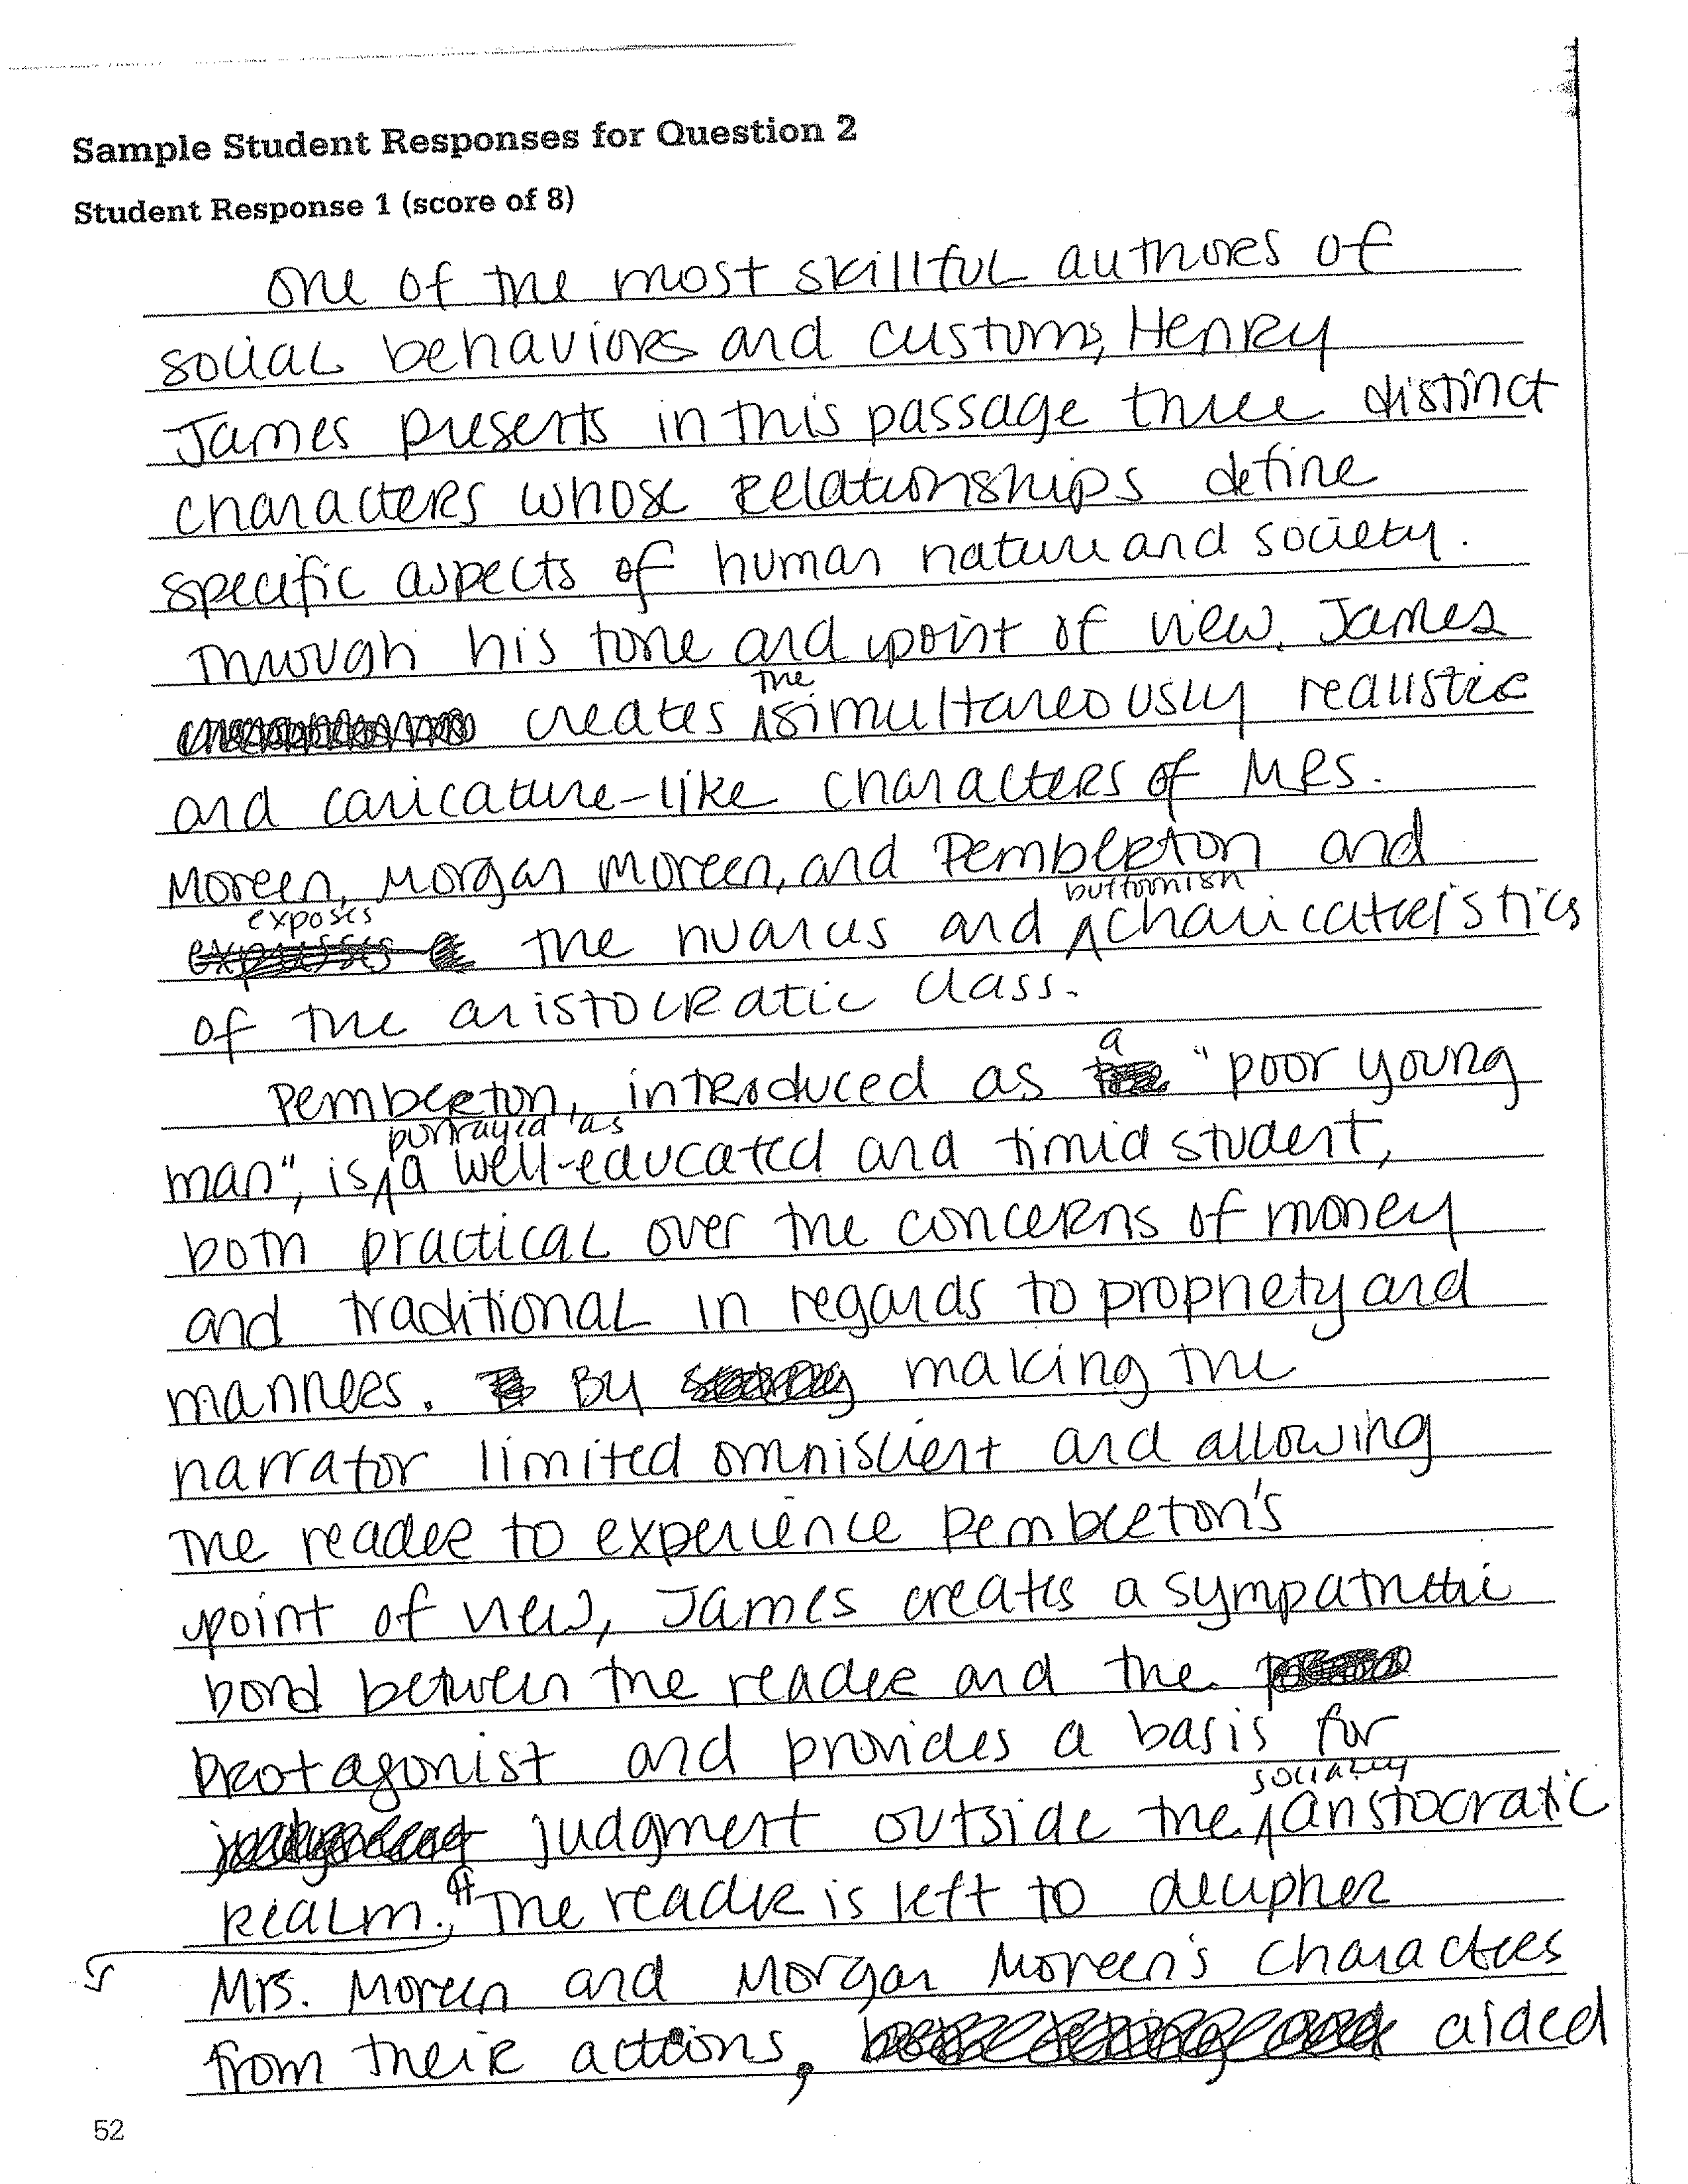 Sample Student Responses for Question 2
Student Response 1 (score of 8)
One of the most skillful authors of
social behaviors and customs, Henry
James presents in this passage three distinct
characters whose relationships define
specific aspects of human nature and society.
Through his tone and point of view, James
creates the simultaneously realistic
and caricature-like characters of Mrs.
Moreen, Morgan Moreen, and Pemberton and
exposes the nuances and buffoonish
of the aristocratic class.
Pemberton, introduced as a "poor young
man", is portrayed as a well-educated and timid student,
both practical over the concerns of money
and traditional in regards to propriety and
manners. By making the
narrator limited omniscient and allowing
the reader to experience Pemberton's
point of view, James creates a sympathetic
bond between the reader and the
protagonist and provides a basis for
judgment outside the socially aristocratic
realm. ¶ The reader is left to decipher
Mrs. Moreen and Morgan Moreen's characters
from their actions, aided
52